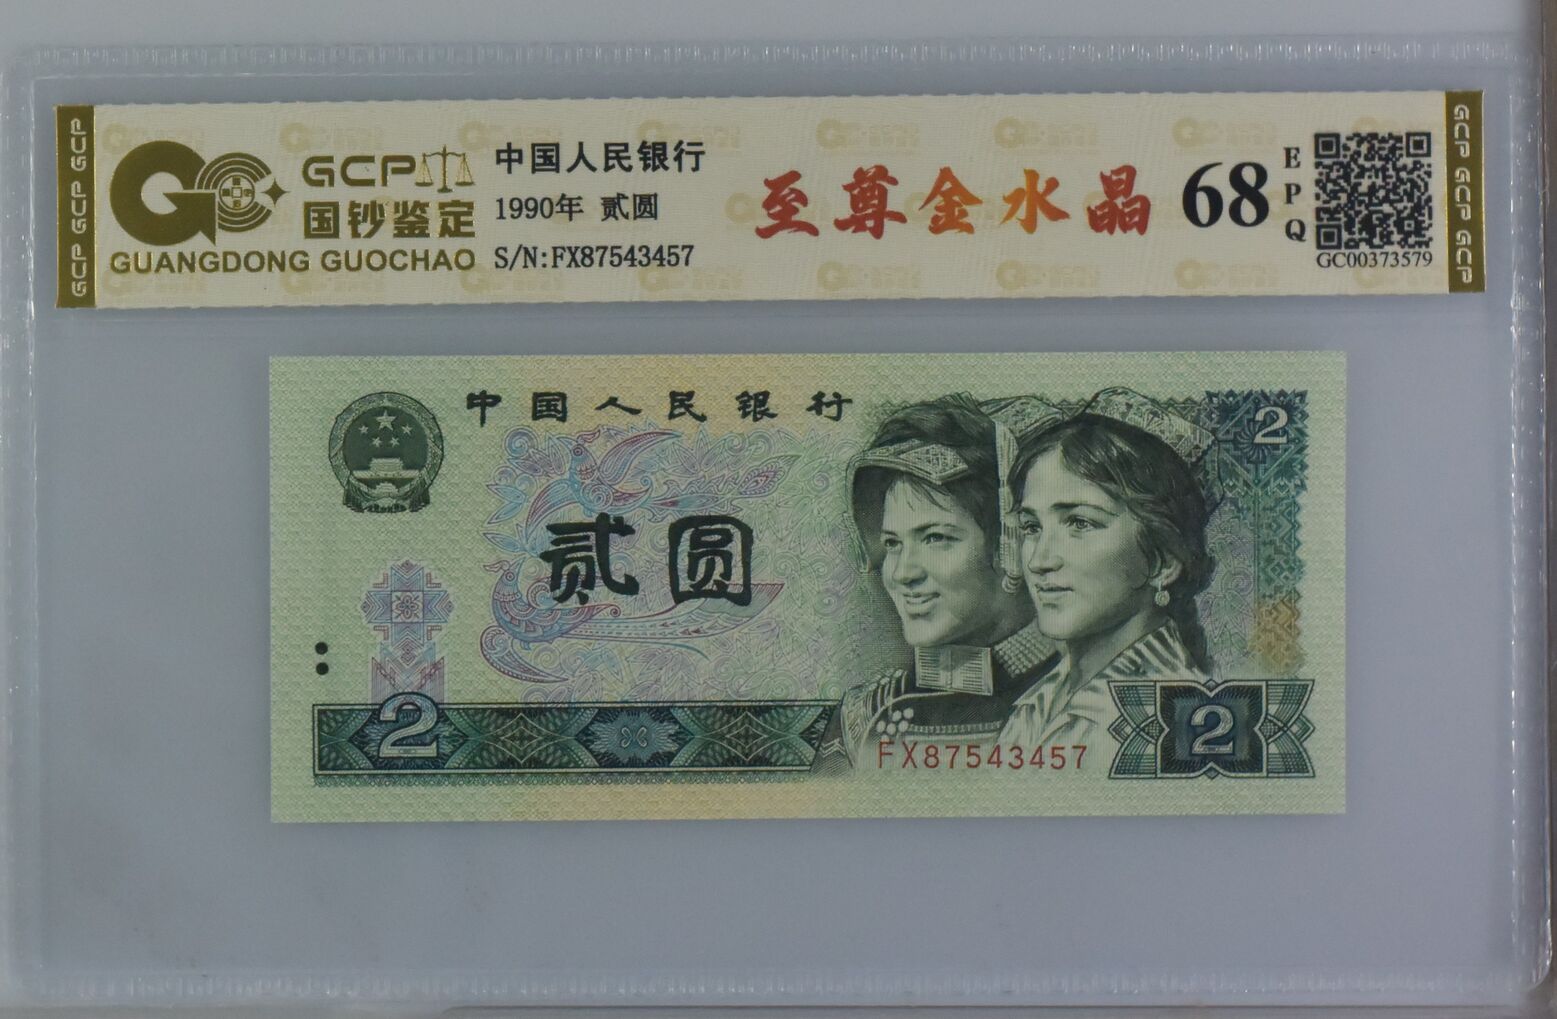 GCP
国钞鉴定
GUANGDONG GUOCHAO
中国人民银行
1990年 贰圆
S/N:FX87543457
至尊金水晶
68
EPQ
GC00373579
GCP GCP GCP
GCP GCP GCP
中国人民银行
2
贰圆
2
FX87543457
2